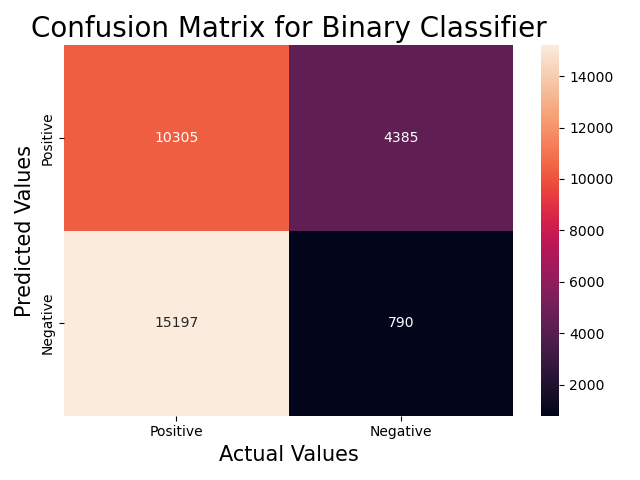 Confusion Matrix for Binary Classifier
Predicted Values
Positive
10305
4385
Negative
15197
790
Positive
Negative
Actual Values
14000
12000
10000
8000
6000
4000
2000